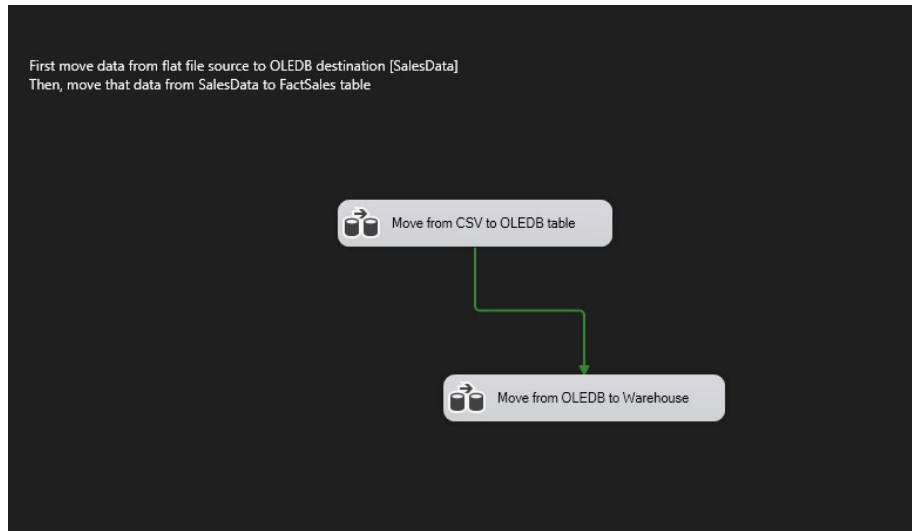 First move data from flat file source to OLEDB destination [SalesData]
Then, move that data from SalesData to FactSales table
Move from CSV to OLEDB table
Move from OLEDB to Warehouse